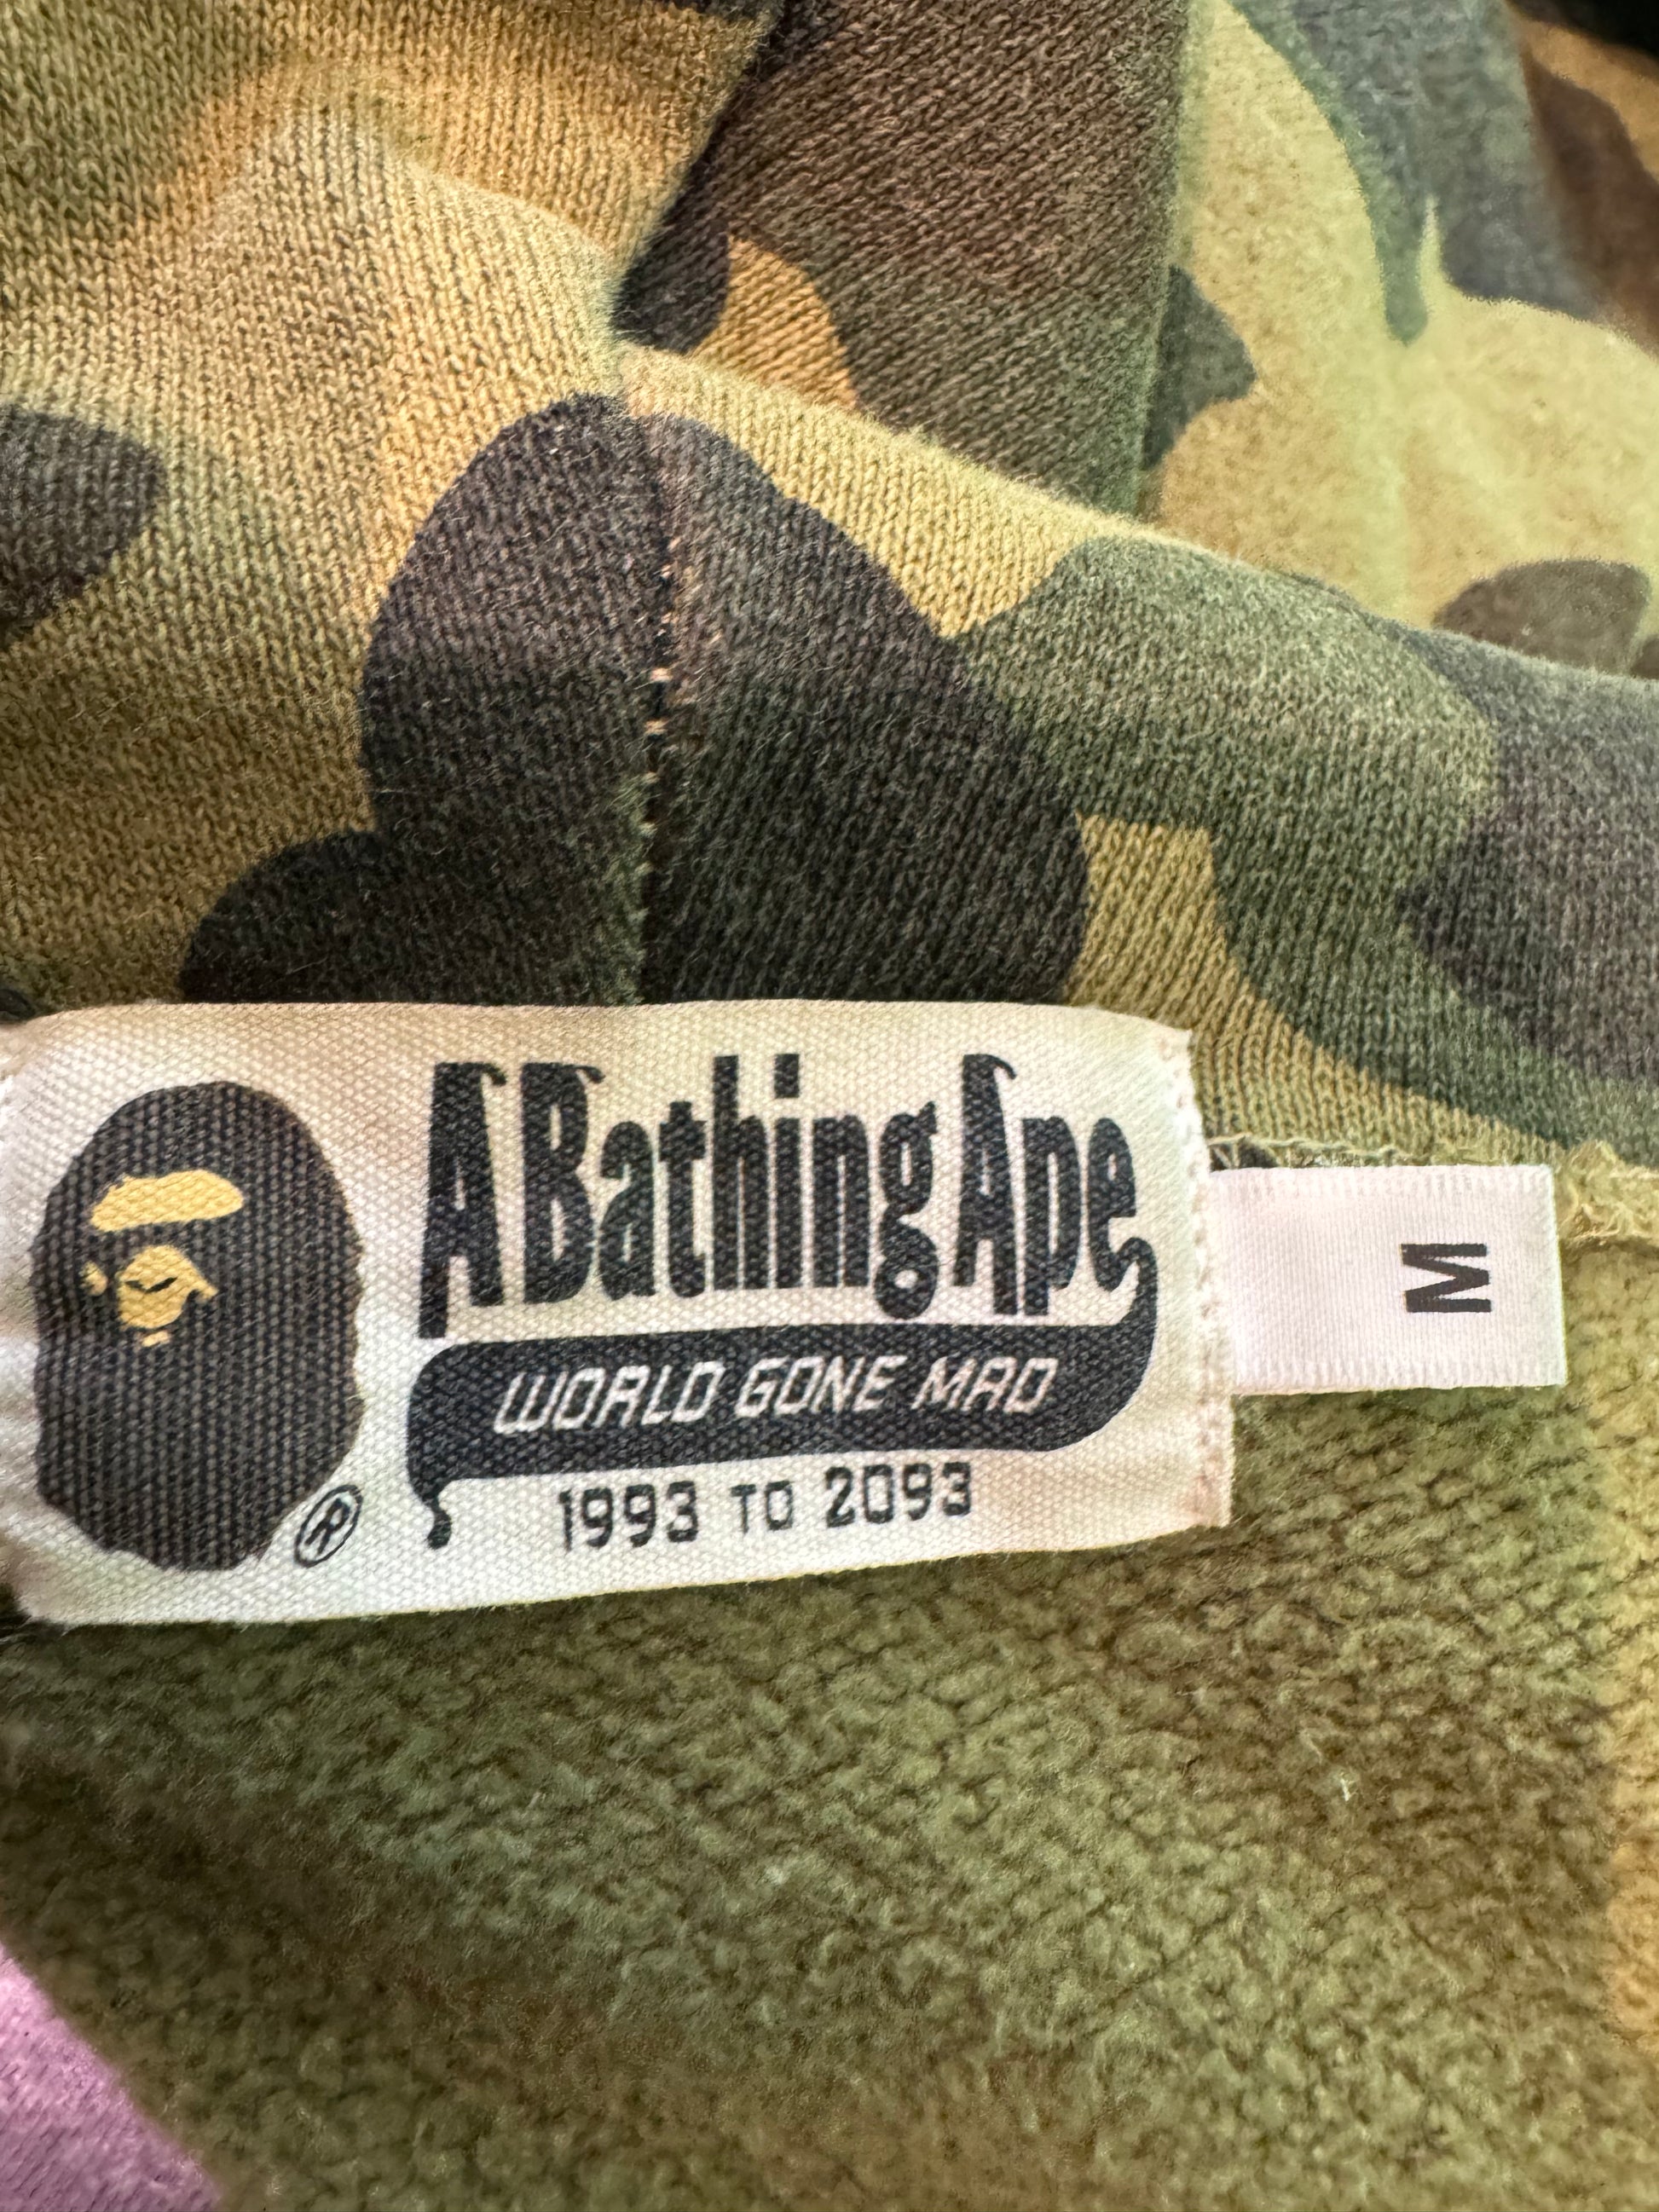 A Bathing Ape
WORLD GONE MAD
1993 TO 2093
®
M